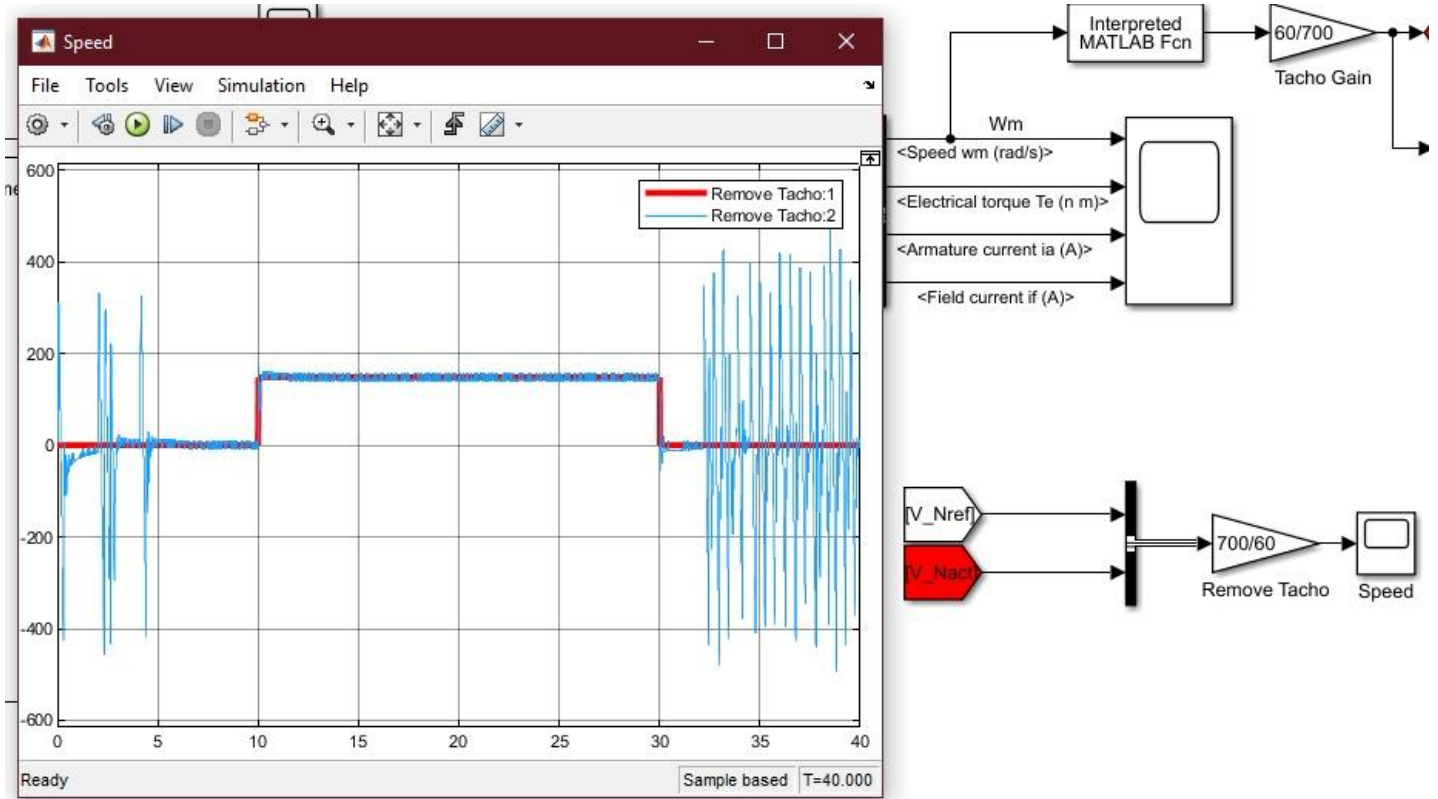 Speed
File Tools View Simulation Help
600
400
200
0
-200
-400
-600
0 5 10 15 20 25 30 35 40
Remove Tacho:1
Remove Tacho:2
Ready
Sample based T=40.000
Interpreted
MATLAB Fcn
60/700
Tacho Gain
Wm
<Speed wm (rad/s)>
<Electrical torque Te (n m)>
<Armature current ia (A)>
<Field current if (A)>
[V_Nref]
[V_Nact]
700/60
Remove Tacho
Speed